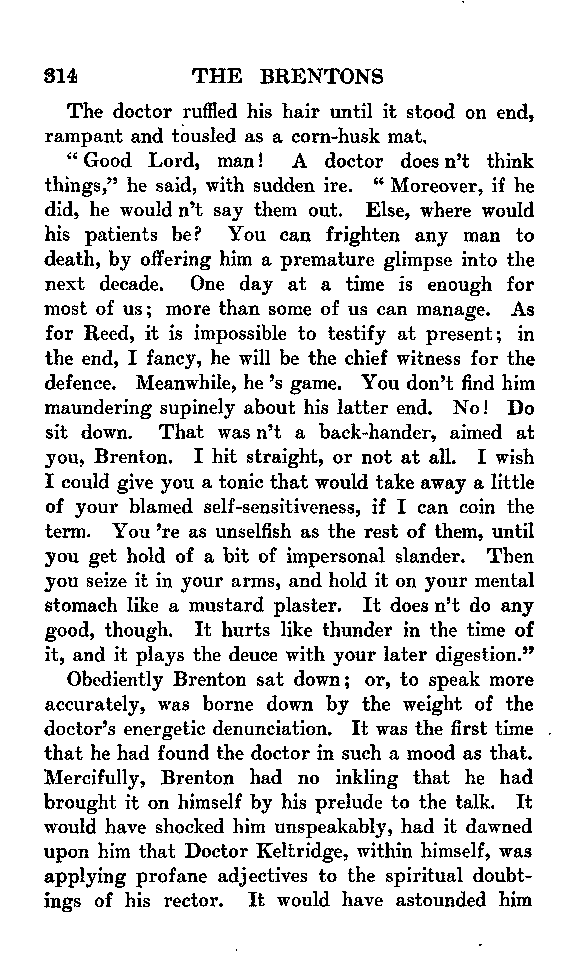 314 THE BRENTONS
The doctor ruffled his hair until it stood on end,
rampant and tousled as a corn-husk mat.
“Good Lord, man! A doctor does n't think
things,” he said, with sudden ire. “Moreover, if he
did, he would n't say them out. Else, where would
his patients be? You can frighten any man to
death, by offering him a premature glimpse into the
next decade. One day at a time is enough for
most of us; more than some of us can manage. As
for Reed, it is impossible to testify at present; in
the end, I fancy, he will be the chief witness for the
defence. Meanwhile, he 's game. You don't find him
maundering supinely about his latter end. No! Do
sit down. That was n't a back-hander, aimed at
you, Brenton. I hit straight, or not at all. I wish
I could give you a tonic that would take away a little
of your blamed self-sensitiveness, if I can coin the
term. You 're as unselfish as the rest of them, until
you get hold of a bit of impersonal slander. Then
you seize it in your arms, and hold it on your mental
stomach like a mustard plaster. It does n't do any
good, though. It hurts like thunder in the time of
it, and it plays the deuce with your later digestion.”
Obediently Brenton sat down; or, to speak more
accurately, was borne down by the weight of the
doctor's energetic denunciation. It was the first time
that he had found the doctor in such a mood as that.
Mercifully, Brenton had no inkling that he had
brought it on himself by his prelude to the talk. It
would have shocked him unspeakably, had it dawned
upon him that Doctor Keltridge, within himself, was
applying profane adjectives to the spiritual doubt-
ings of his rector. It would have astounded him